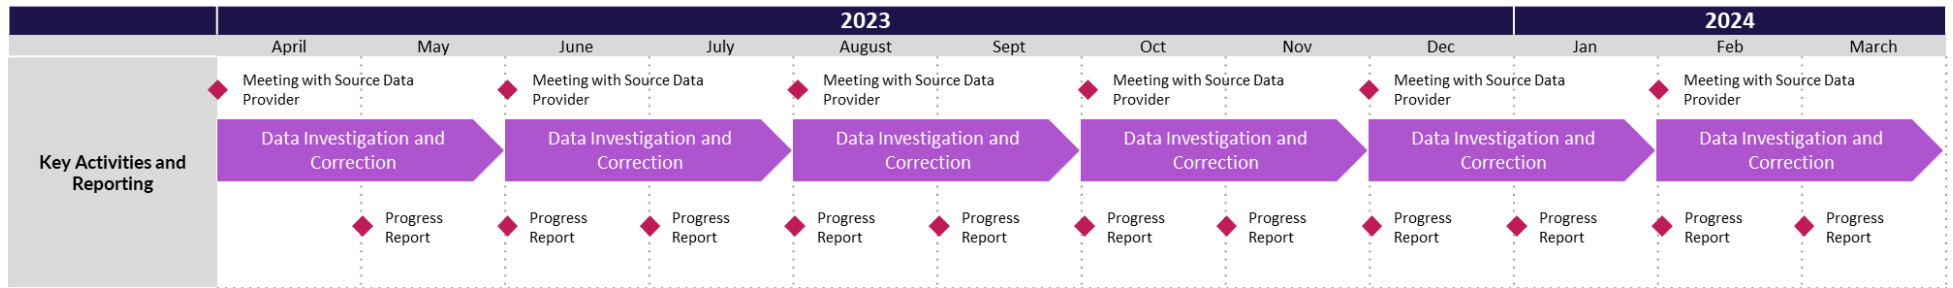 2023
2024
April
May
June
July
August
Sept
Oct
Nov
Dec
Jan
Feb
March
Key Activities and
Reporting
Meeting with Source Data
Provider
Meeting with Source Data
Provider
Meeting with Source Data
Provider
Meeting with Source Data
Provider
Meeting with Source Data
Provider
Meeting with Source Data
Provider
Data Investigation and
Correction
Data Investigation and
Correction
Data Investigation and
Correction
Data Investigation and
Correction
Data Investigation and
Correction
Data Investigation and
Correction
Progress
Report
Progress
Report
Progress
Report
Progress
Report
Progress
Report
Progress
Report
Progress
Report
Progress
Report
Progress
Report
Progress
Report
Progress
Report